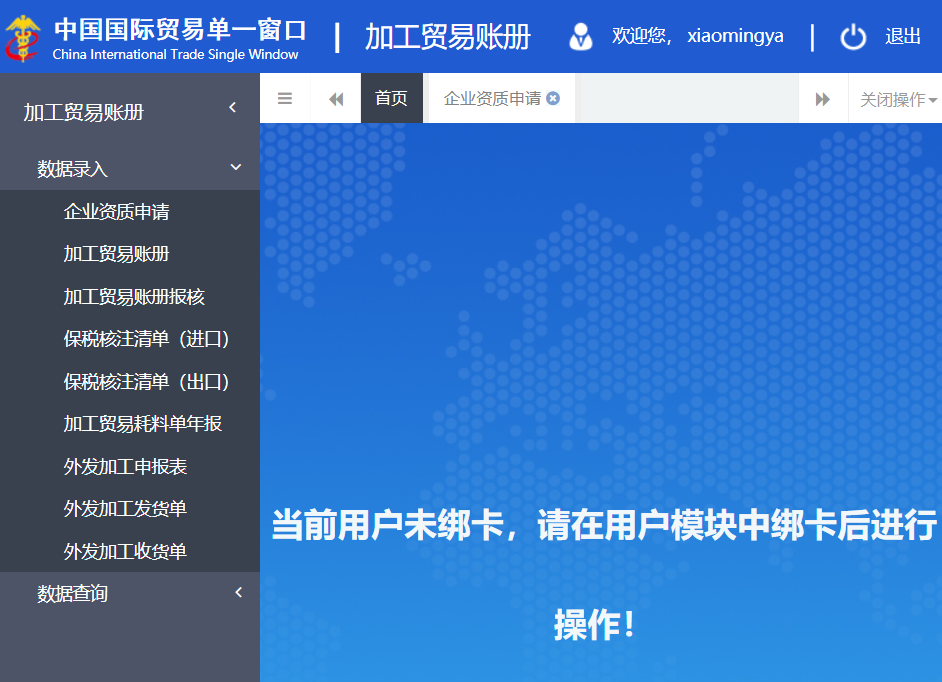 中国国际贸易单一窗口
China International Trade Single Window
加工贸易账册
欢迎您, xiaomingya
退出
加工贸易账册
首页
企业资质申请
关闭操作
数据录入
企业资质申请
加工贸易账册
加工贸易账册报核
保税核注清单（进口）
保税核注清单（出口）
加工贸易耗料单年报
外发加工申报表
外发加工发货单
外发加工收货单
数据查询
当前用户未绑卡，请在用户模块中绑卡后进行
操作！